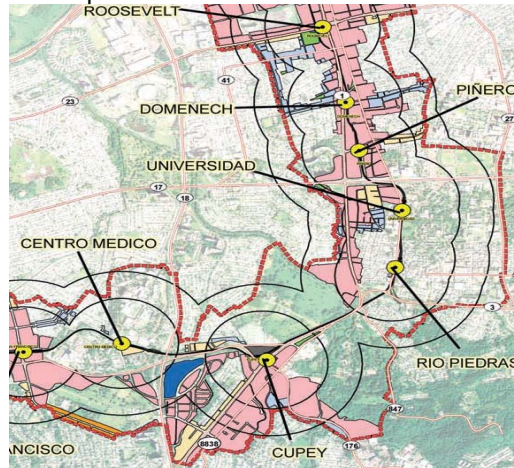 ROOSEVELT
41
23
DOMENECH
1
PIÑERO
27
UNIVERSIDAD
17
18
CENTRO MEDICO
3
RIO PIEDRAS
847
8838
176
ANCISCO
CUPEY